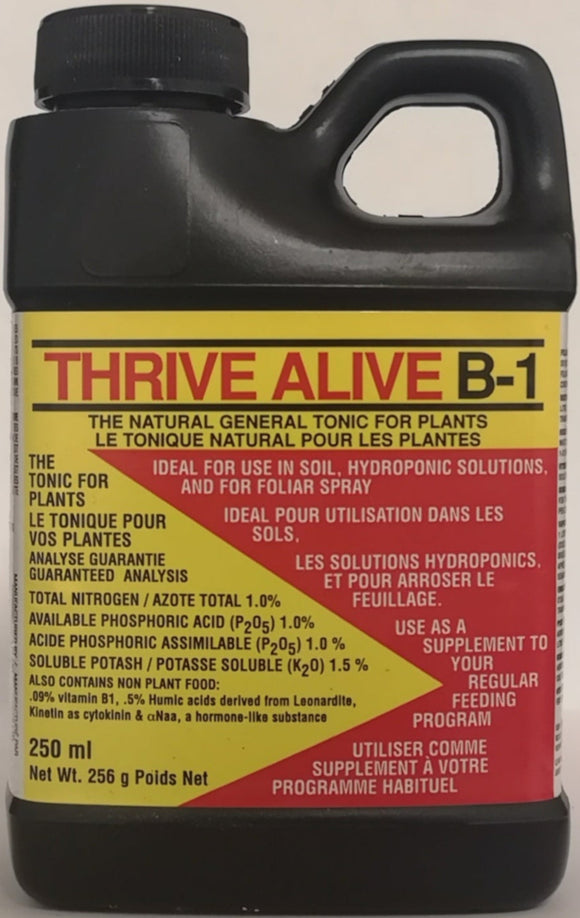 THRIVE ALIVE B-1
THE NATURAL GENERAL TONIC FOR PLANTS
LE TONIQUE NATURAL POUR LES PLANTES
THE
TONIC FOR
PLANTS
LE TONIQUE POUR
VOS PLANTES
ANALYSE GUARANTIE
GUARANTEED ANALYSIS
TOTAL NITROGEN / AZOTE TOTAL 1.0%
AVAILABLE PHOSPHORIC ACID (P₂O₅) 1.0%
ACIDE PHOSPHORIC ASSIMILABLE (P₂O₅) 1.0 %
SOLUBLE POTASH / POTASSE SOLUBLE (K₂O) 1.5 %
ALSO CONTAINS NON PLANT FOOD:
.09% vitamin B1, .5% Humic acids derived from Leonardite,
Kinetin as cytokinin & αNaa, a hormone-like substance
250 ml
Net Wt. 256 g Poids Net
IDEAL FOR USE IN SOIL, HYDROPONIC SOLUTIONS,
AND FOR FOLIAR SPRAY
IDEAL POUR UTILISATION DANS LES
SOLS,
LES SOLUTIONS HYDROPONICS,
ET POUR ARROSER LE
FEUILLAGE.
USE AS A
SUPPLEMENT TO
YOUR
REGULAR
FEEDING
PROGRAM
UTILISER COMME
SUPPLEMENT À VOTRE
PROGRAMME HABITUEL